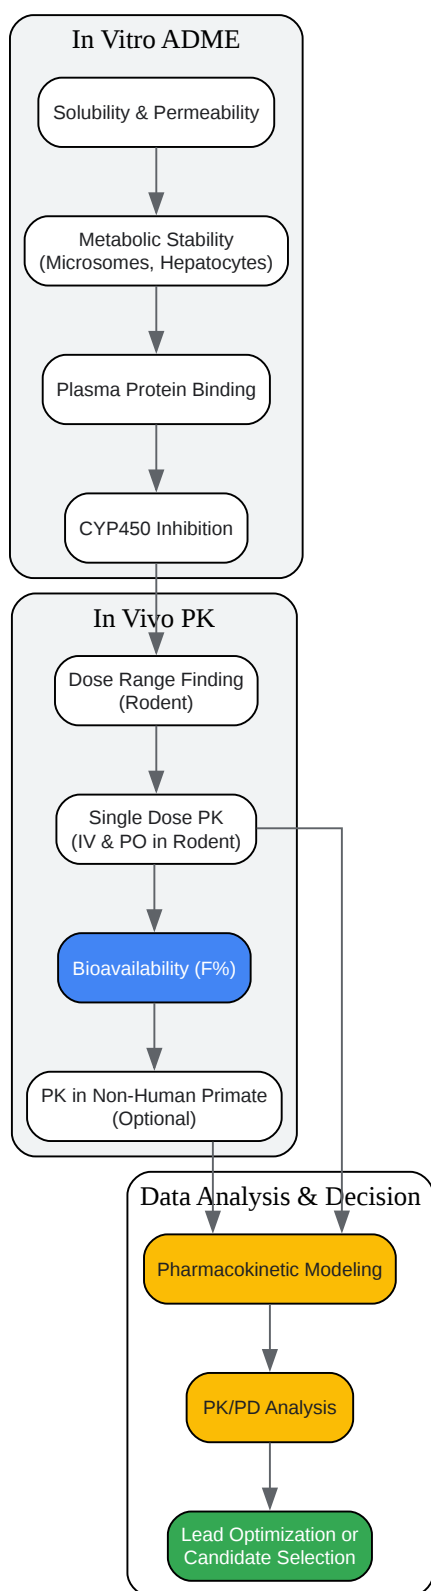 In Vitro ADME
Solubility & Permeability
Metabolic Stability
(Microsomes, Hepatocytes)
Plasma Protein Binding
CYP450 Inhibition
In Vivo PK
Dose Range Finding
(Rodent)
Single Dose PK
(IV & PO in Rodent)
Bioavailability (F%)
PK in Non-Human Primate
(Optional)
Data Analysis & Decision
Pharmacokinetic Modeling
PK/PD Analysis
Lead Optimization or
Candidate Selection